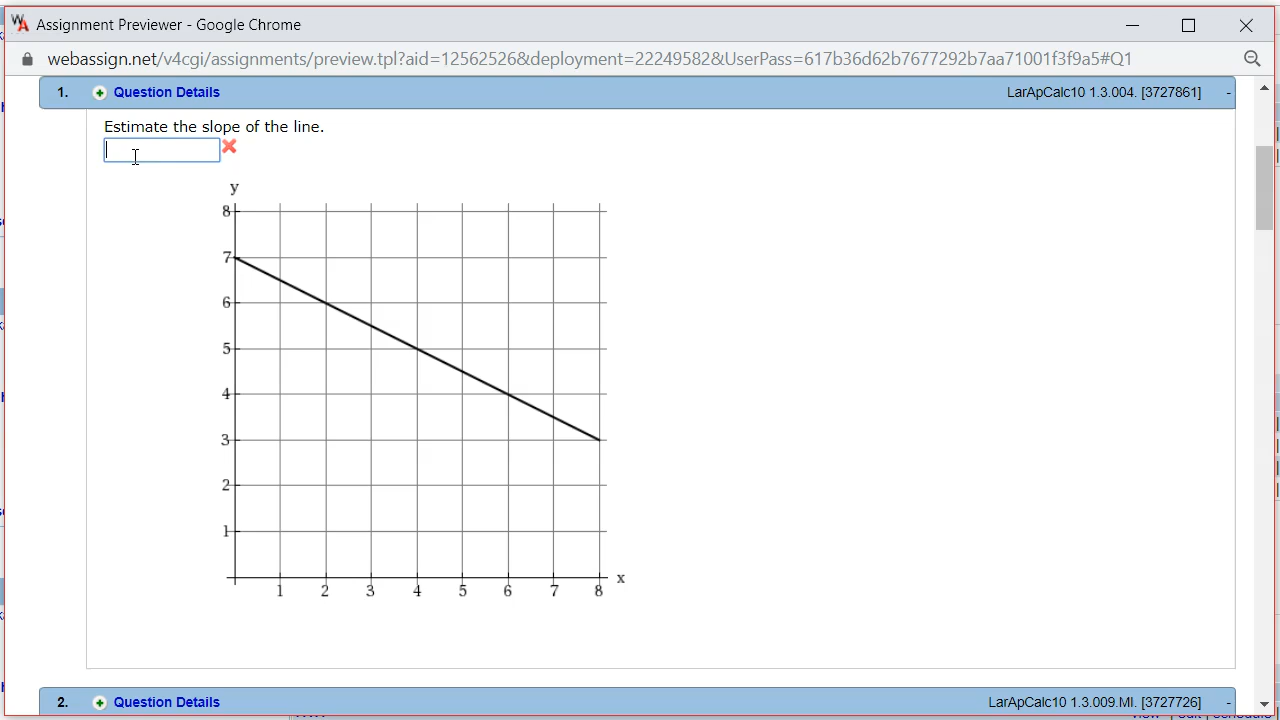 Assignment Previewer - Google Chrome
webassign.net/v4cgi/assignments/preview.tpl?aid=12562526&deployment=22249582&UserPass=617b36d62b7677292b7aa71001f3f9a5#Q1
1. Question Details LarApCalc10 1.3.004. [3727861] -
Estimate the slope of the line.
y
8
7
6
5
4
3
2
1
x
1 2 3 4 5 6 7 8
2. Question Details LarApCalc10 1.3.009.MI. [3727726] -